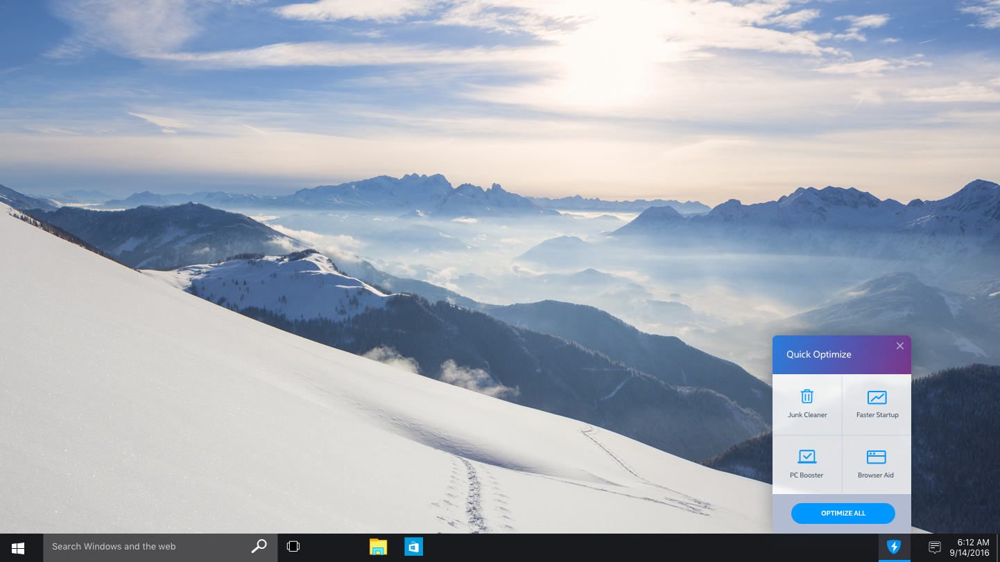 Quick Optimize
Junk Cleaner
Faster Startup
PC Booster
Browser Aid
OPTIMIZE ALL
Search Windows and the web
6:12 AM
9/14/2016